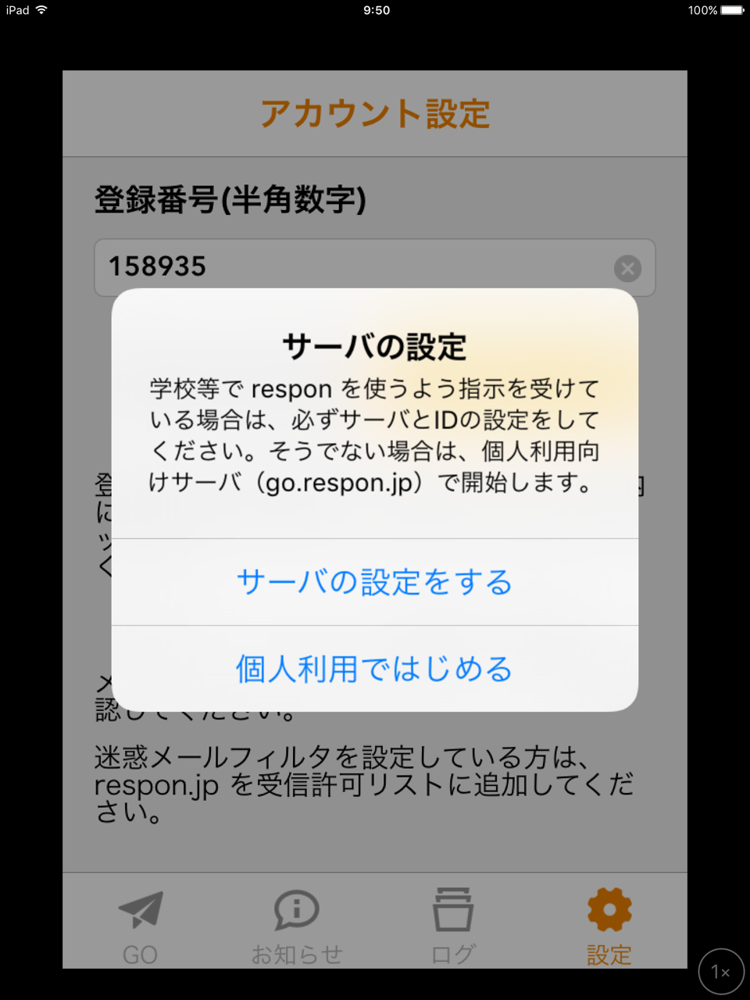 iPad 9:50 100%
アカウント設定
登録番号(半角数字)
158935
サーバの設定
学校等で respon を使うよう指示を受けて
いる場合は、必ずサーバとIDの設定をして
ください。そうでない場合は、個人利用向
けサーバ（go.respon.jp）で開始します。
登
に
ッ
く
サーバの設定をする
個人利用ではじめる
メ
認してください。
迷惑メールフィルタを設定している方は、
respon.jp を受信許可リストに追加してくだ
さい。
GO お知らせ ログ 設定
1×